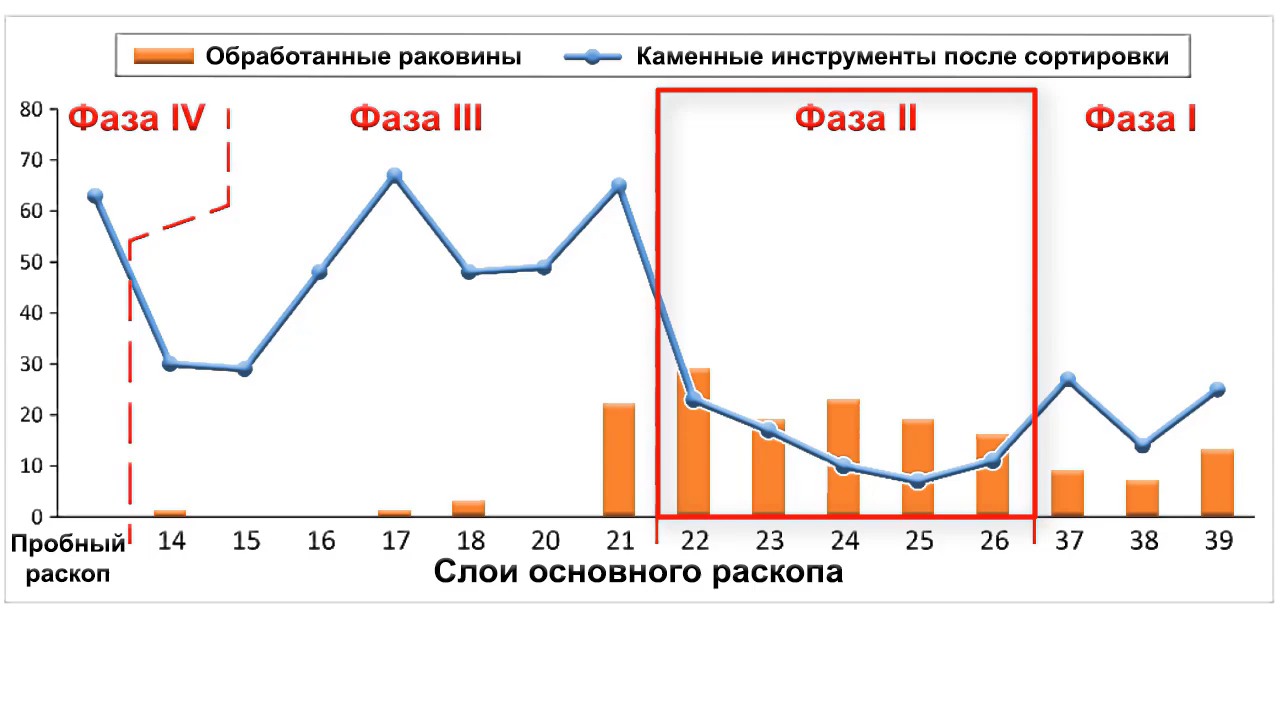 Обработанные раковины
Каменные инструменты после сортировки
Фаза IV
Фаза III
Фаза II
Фаза I
80
70
60
50
40
30
20
10
0
Пробный
раскоп
14 15 16 17 18 20 21 22 23 24 25 26 37 38 39
Слои основного раскопа